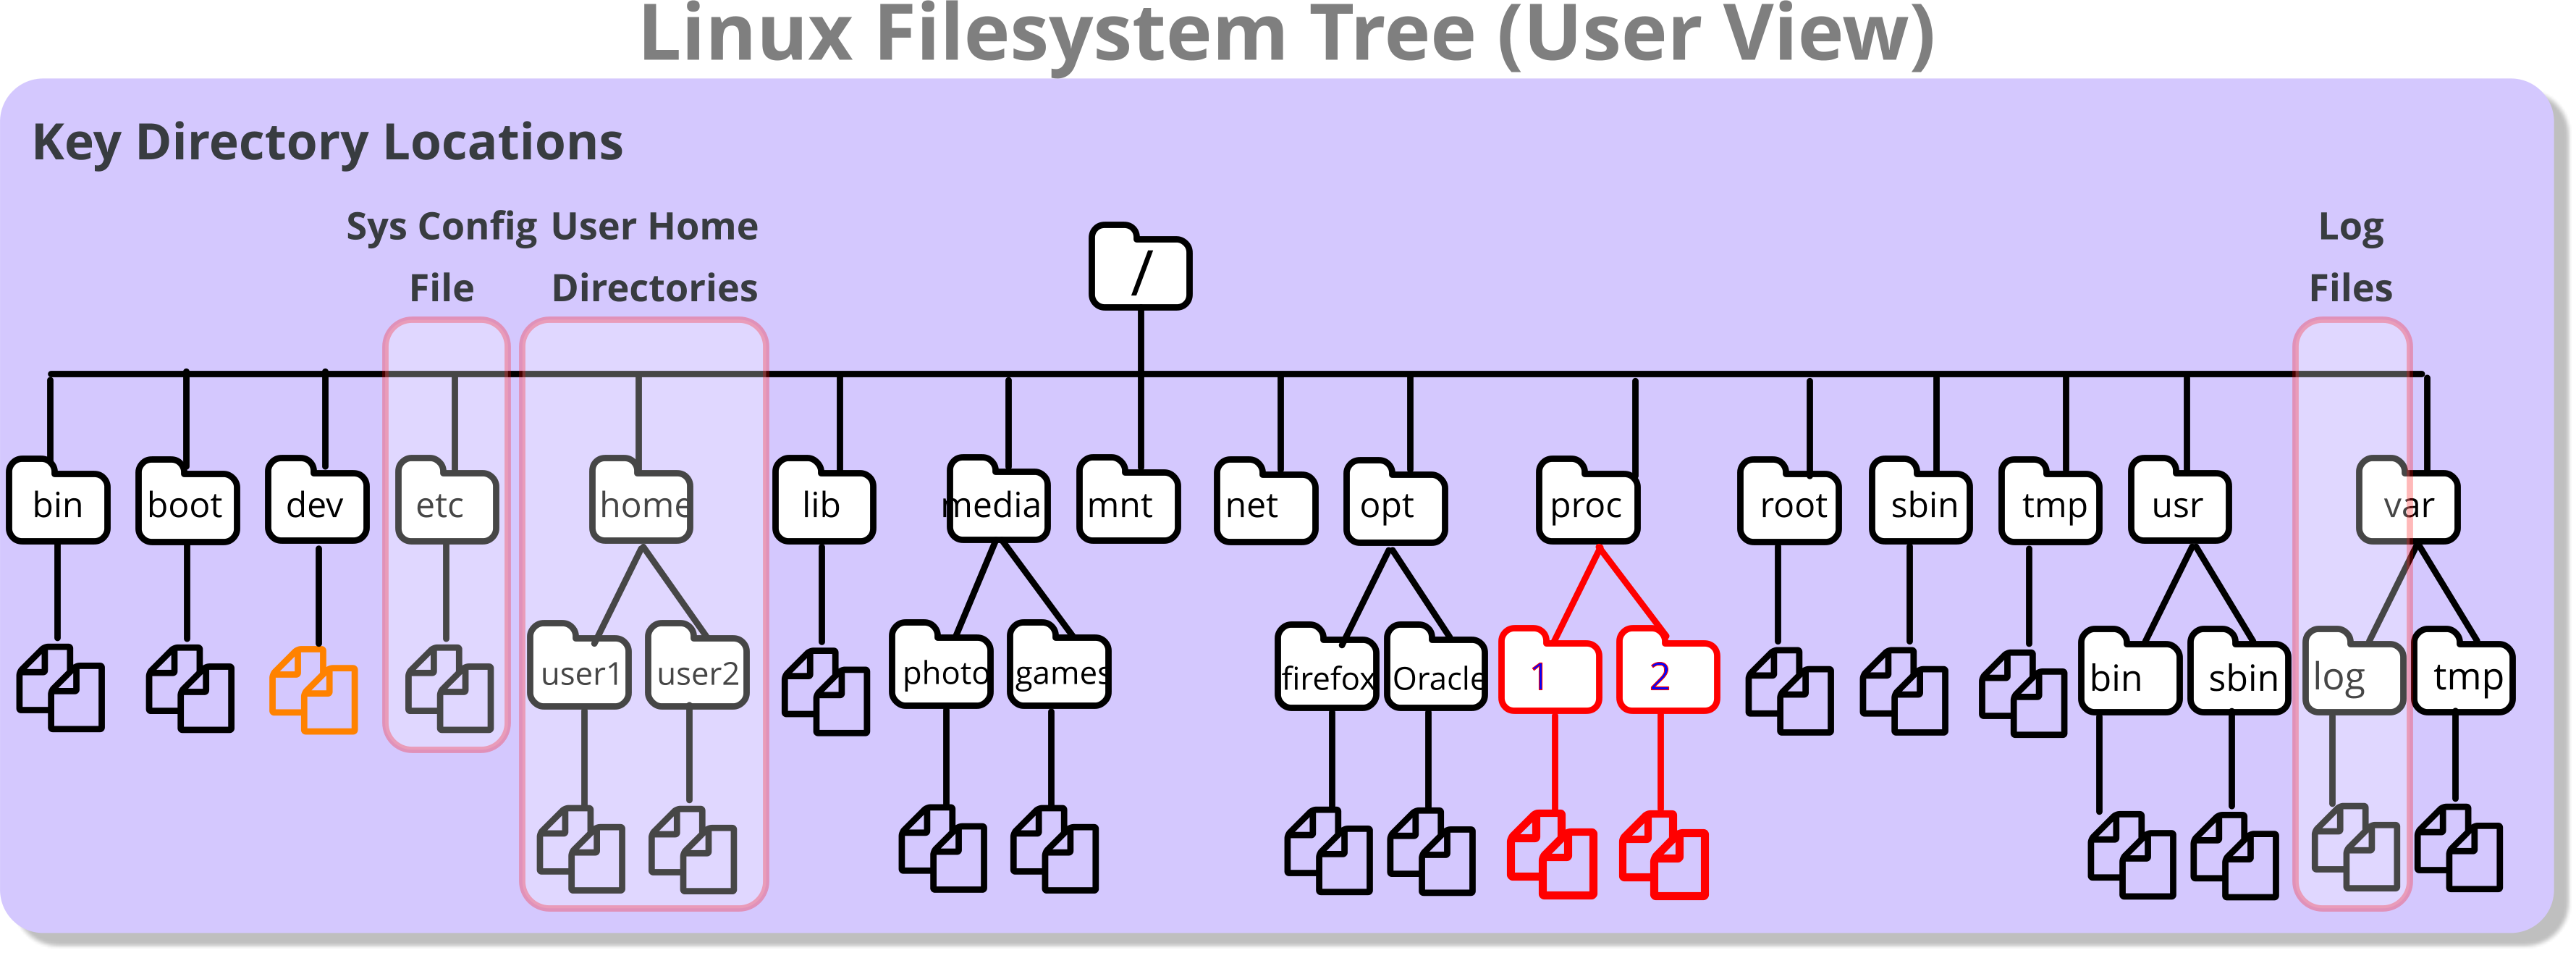 Linux Filesystem Tree (User View)
Key Directory Locations
Sys Config
File
User Home
Directories
Log
Files
/
bin
boot
dev
etc
home
lib
media
mnt
net
opt
proc
root
sbin
tmp
usr
var
user1
user2
photo
games
firefox
Oracle
1
2
bin
sbin
log
tmp